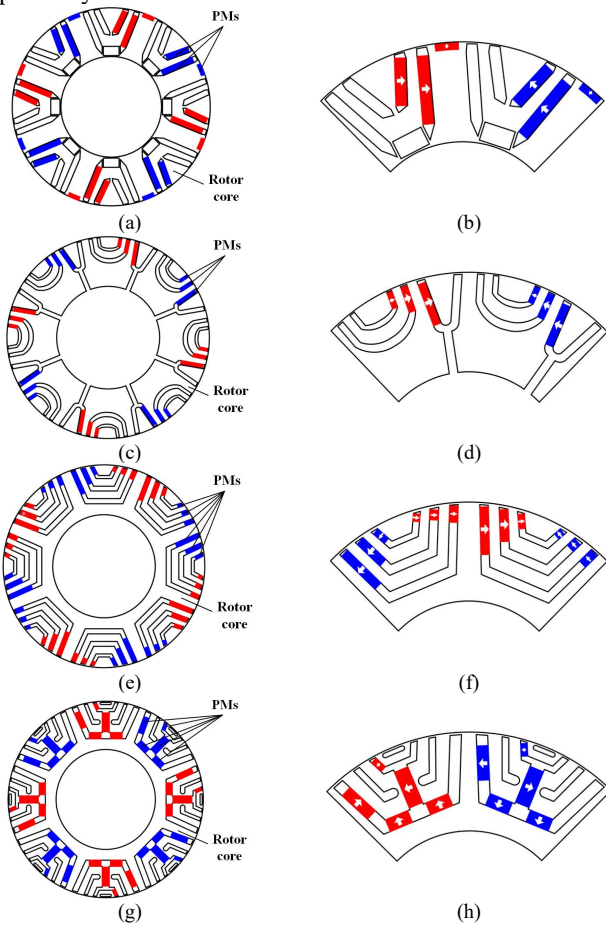 PMs
Rotor
core
(a)
(b)
PMs
Rotor
core
(c)
(d)
PMs
Rotor
core
(e)
(f)
PMs
Rotor
core
(g)
(h)